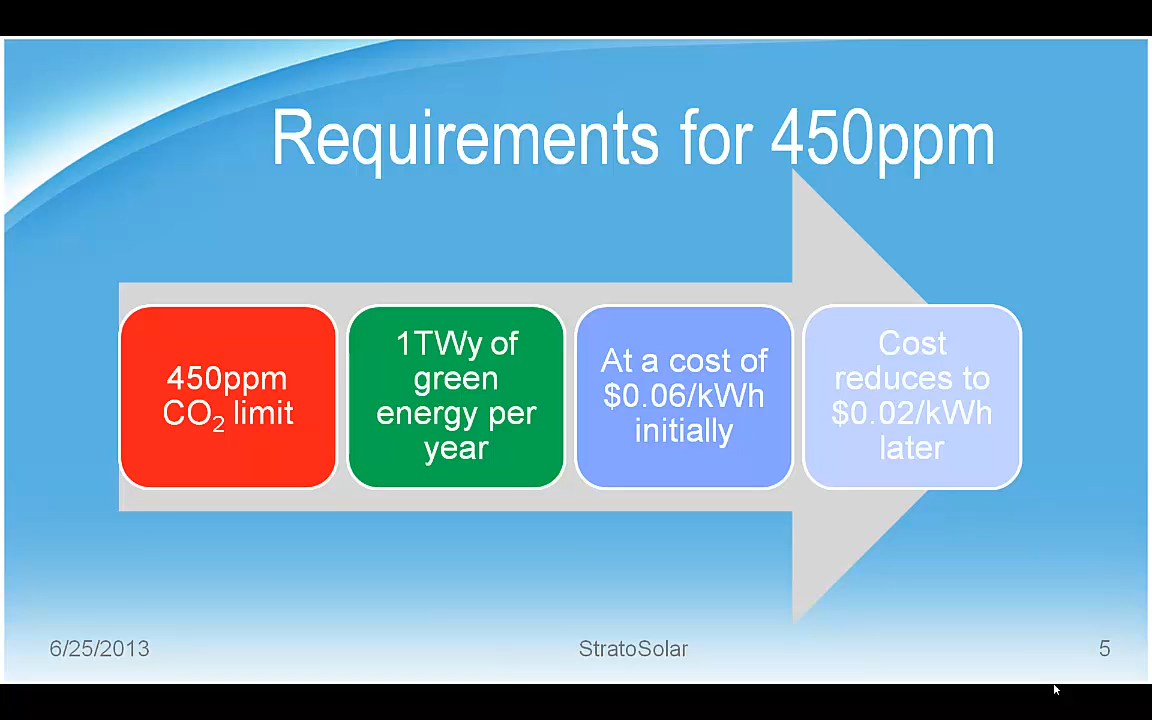 Requirements for 450ppm
450ppm
CO₂ limit
1TWy of
green
energy per
year
At a cost of
$0.06/kWh
initially
Cost
reduces to
$0.02/kWh
later
6/25/2013
StratoSolar
5